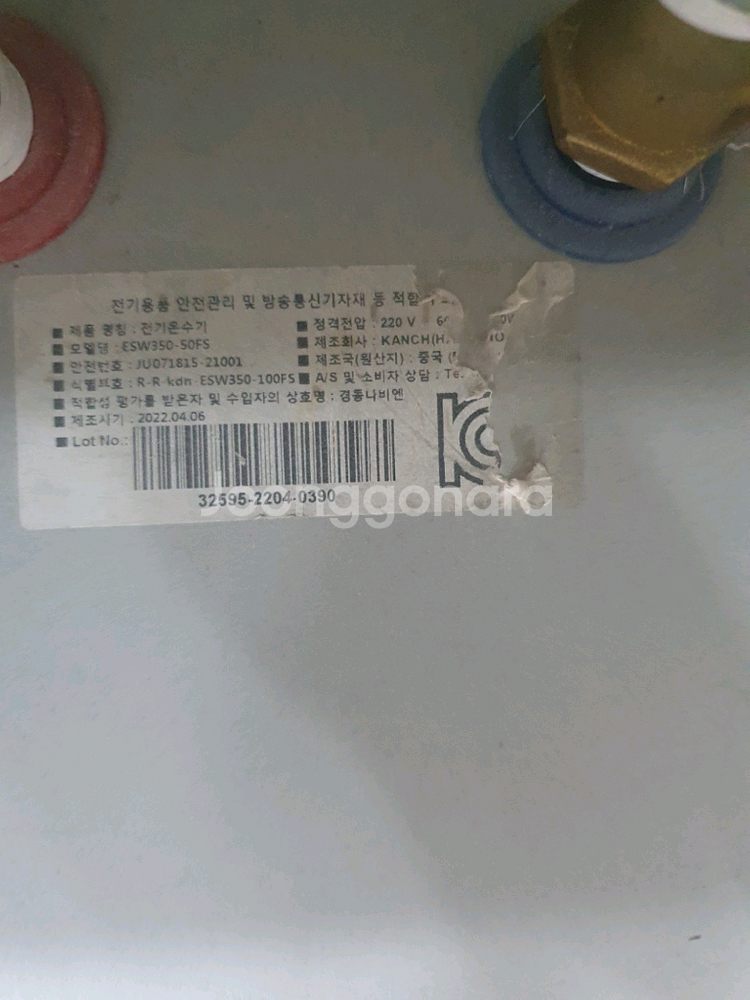 전기용품 안전관리 및 방송통신기자재 등 적합
■ 제품 명칭 : 전기온수기
■ 모델명 : ESW350-50FS
■ 안전번호 : JU071815-21001
■ 식별부호 : R-R-kdn-ESW350-100FS
■ 적합성 평가를 받은자 및 수입자의 상호명 : 경동나비엔
■ 제조시기 : 2022.04.06
■ Lot No.:
32595-2204-0390
■ 정격전압 : 220 V
■ 제조회사 : KANCH(H
■ 제조국(원산지) : 중국
■ A/S 및 소비자 상담 : Te
Joonggonara